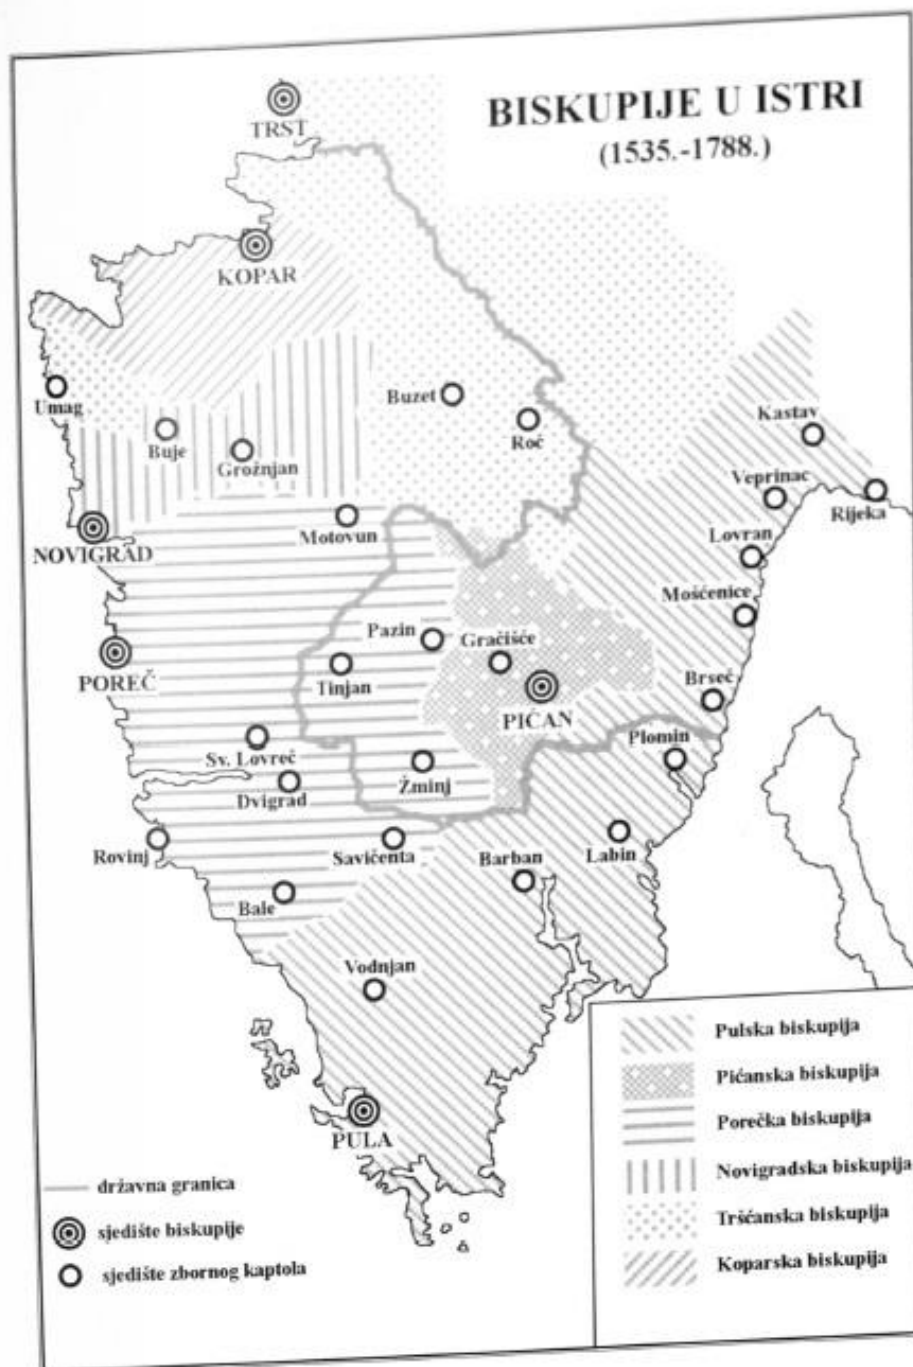 BISKUPIJE U ISTRI
(1535.-1788.)
TRST
KOPAR
Umag
Buje
Grožnjan
Buzet
Roč
Kastav
Veprinac
Rijeka
Lovran
Motovun
NOVIGRAD
Mošćenice
Pazin
Gračišće
POREČ
Tinjan
PIĆAN
Brseč
Plomin
Sv. Lovreč
Dvigrad
Žminj
Rovinj
Savičenta
Barban
Labin
Bale
Vodnjan
PULA
državna granica
sjedište biskupije
sjedište zbornog kaptola
Pulska biskupija
Pićanska biskupija
Porečka biskupija
Novigradska biskupija
Tršćanska biskupija
Koparska biskupija